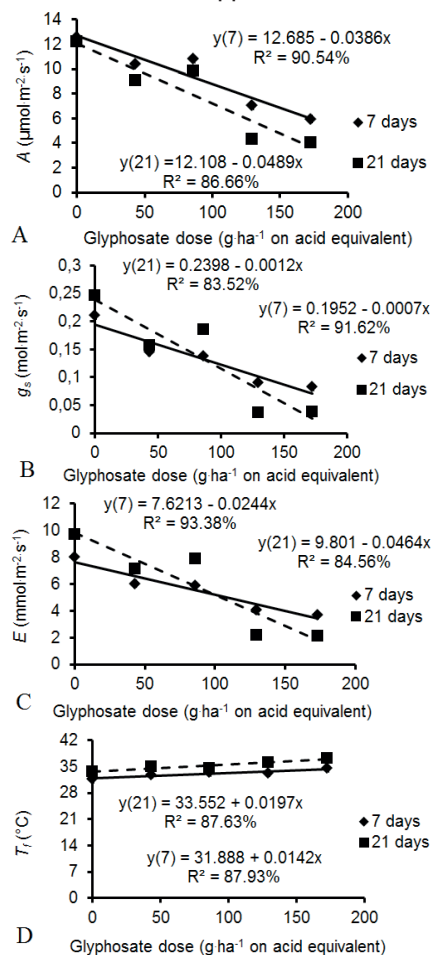 14
12
10
8
6
4
2
0
A (µmol·m-2·s-1)
y(7) = 12.685 - 0.0386x
R² = 90.54%
7 days
21 days
y(21) =12.108 - 0.0489x
R² = 86.66%
0 50 100 150 200
A
Glyphosate dose (g·ha-1 on acid equivalent)
0,3
0,25
0,2
0,15
0,1
0,05
0
gs (mol·m-2·s-1)
y(21) = 0.2398 - 0.0012x
R² = 83.52%
y(7) = 0.1952 - 0.0007x
R² = 91.62%
7 days
21 days
0 50 100 150 200
B
Glyphosate dose (g·ha-1 on acid equivalent)
12
10
8
6
4
2
0
E (mmol·m-2·s-1)
y(7) = 7.6213 - 0.0244x
R² = 93.38%
y(21) = 9.801 - 0.0464x
R² = 84.56%
7 days
21 days
0 50 100 150 200
C
Glyphosate dose (g·ha-1 on acid equivalent)
42
35
28
21
14
7
0
Tf (°C)
y(21) = 33.552 + 0.0197x
R² = 87.63%
y(7) = 31.888 + 0.0142x
R² = 87.93%
7 days
21 days
0 50 100 150 200
D
Glyphosate dose (g·ha-1 on acid equivalent)